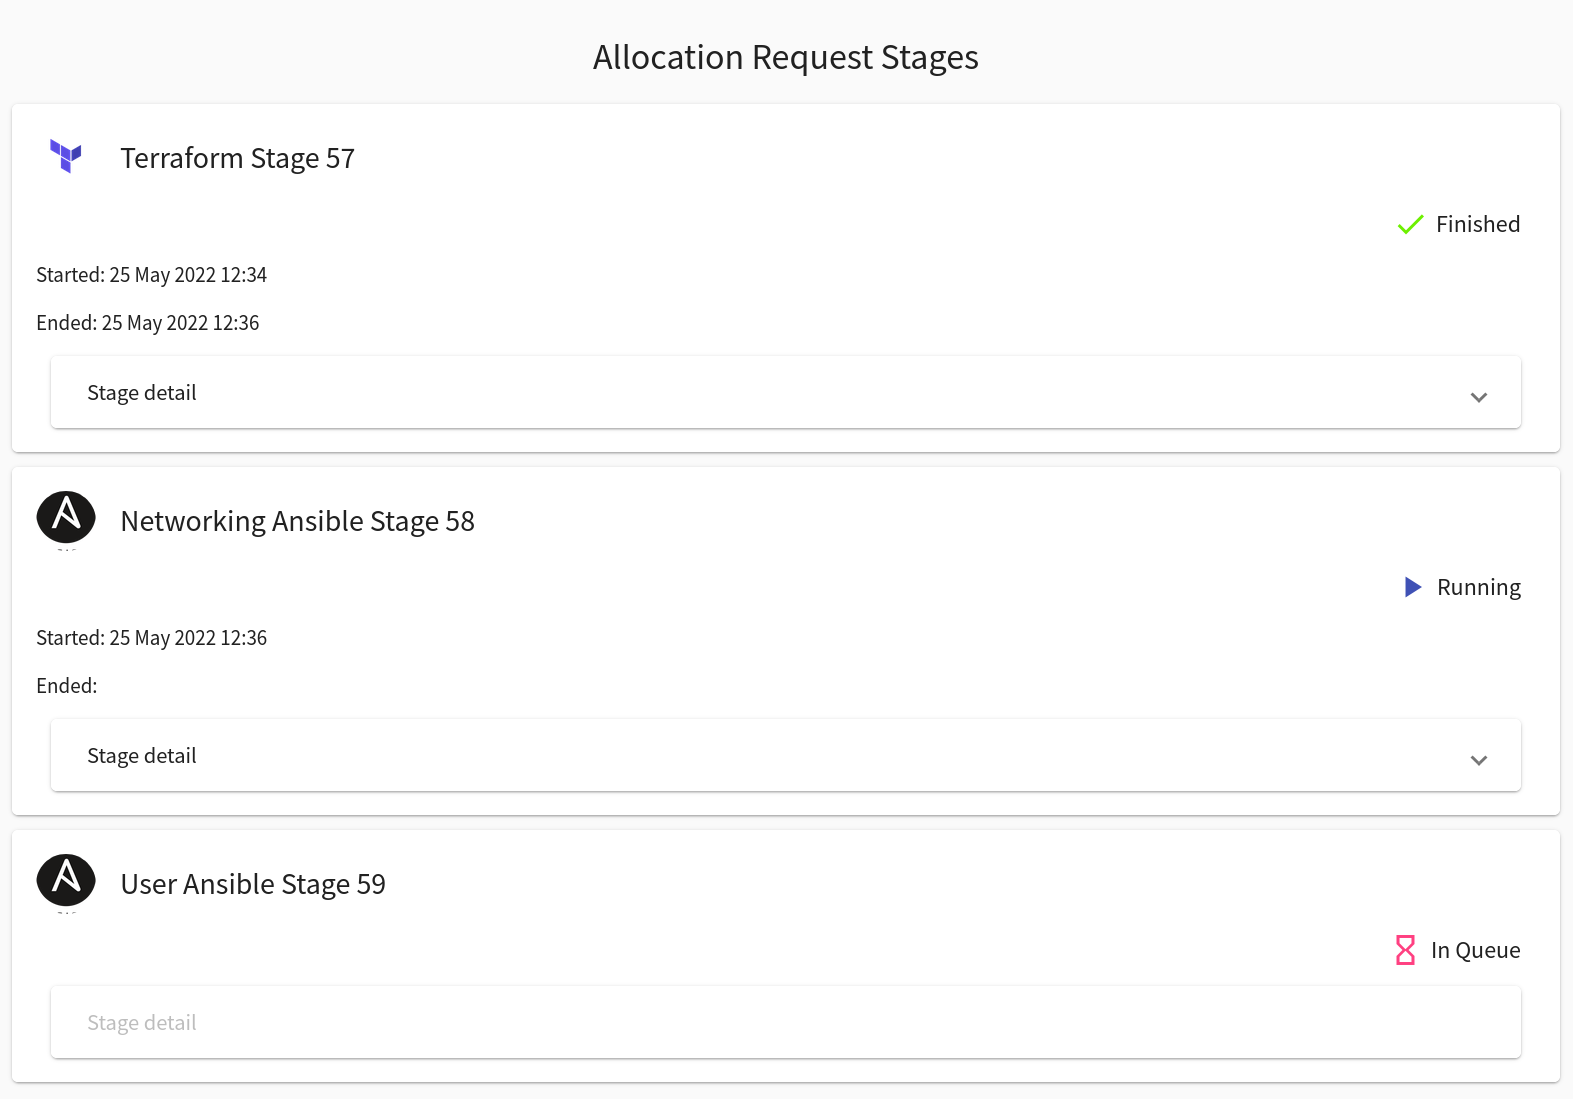 Allocation Request Stages
Terraform Stage 57
Finished
Started: 25 May 2022 12:34
Ended: 25 May 2022 12:36
Stage detail
Networking Ansible Stage 58
Running
Started: 25 May 2022 12:36
Ended:
Stage detail
User Ansible Stage 59
In Queue
Stage detail